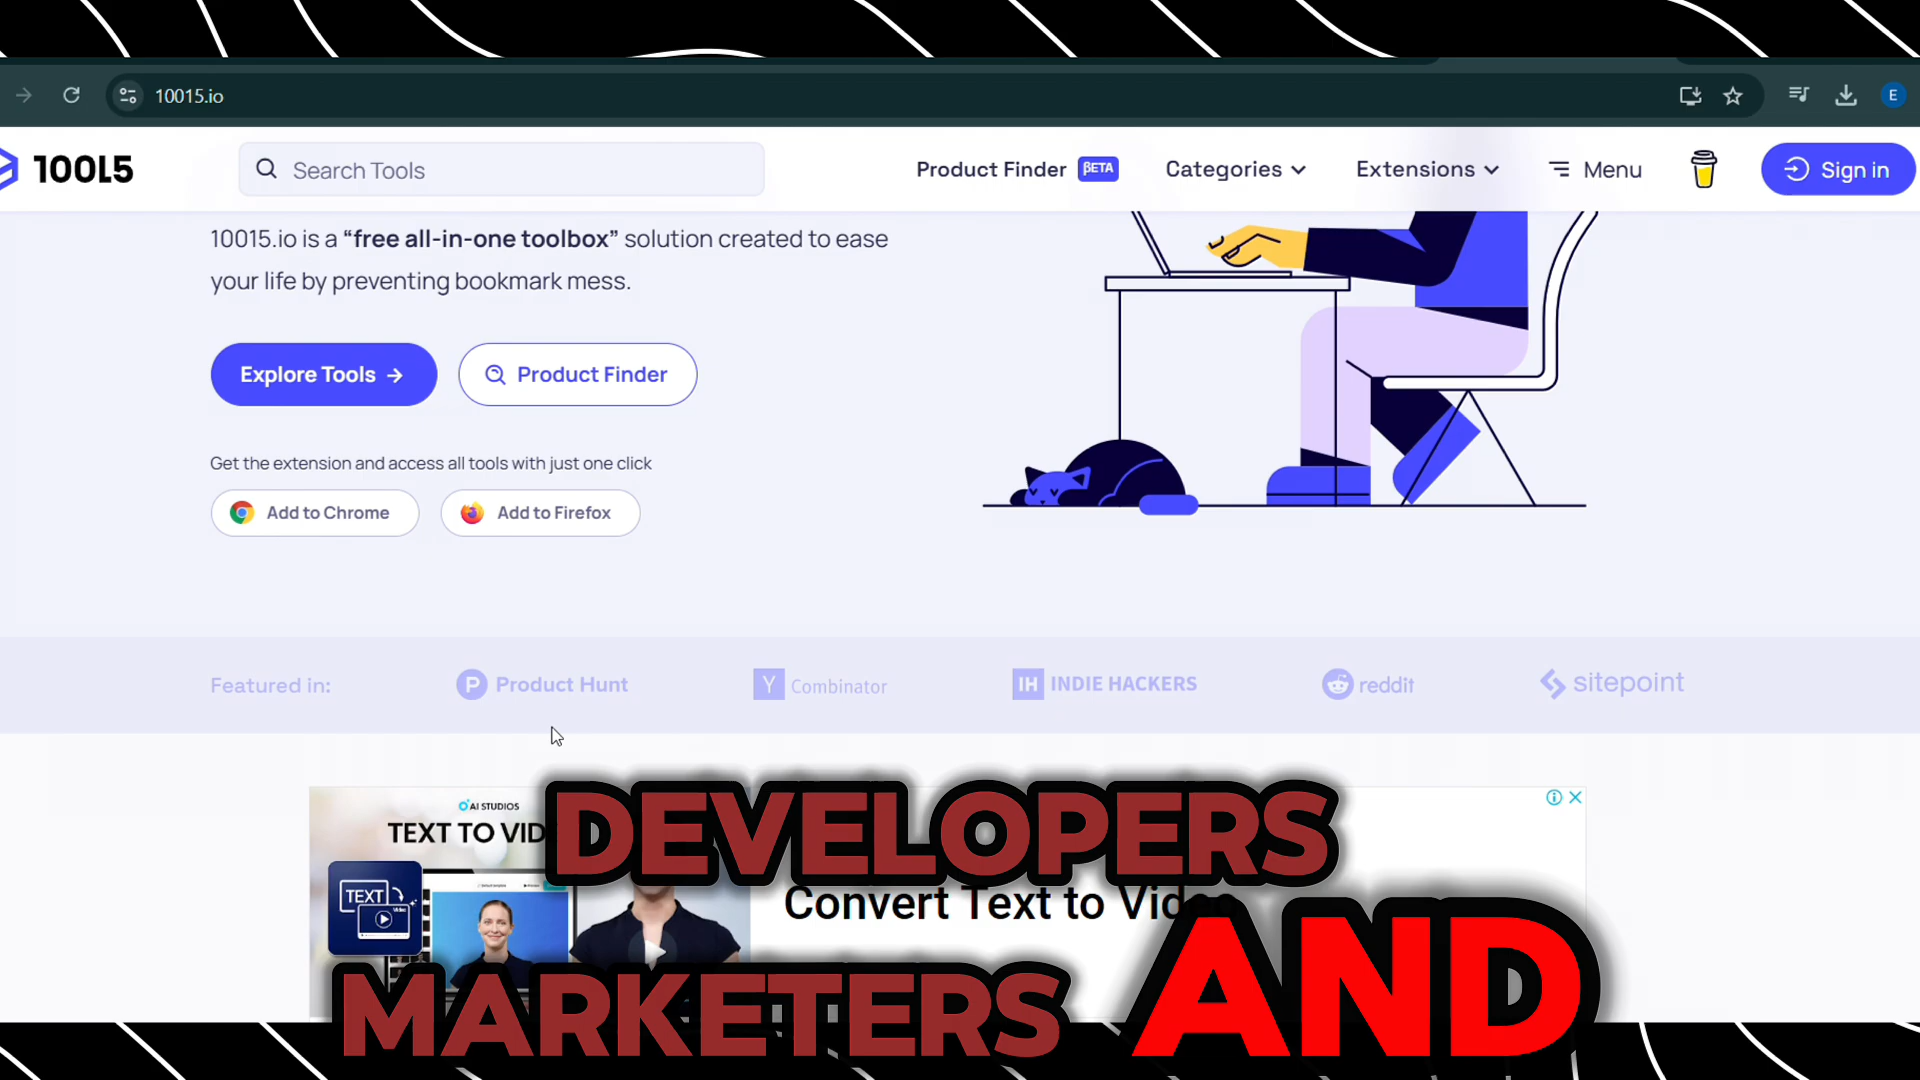 10015.io
E
10015
Search Tools
Product Finder BETA
Categories
Extensions
Menu
Sign in
10015.io is a “free all-in-one toolbox” solution created to ease
your life by preventing bookmark mess.
Explore Tools →
Product Finder
Get the extension and access all tools with just one click
Add to Chrome
Add to Firefox
Featured in:
P Product Hunt
Y Combinator
IH INDIE HACKERS
reddit
sitepoint
AI STUDIOS
TEXT TO VID
TEXT
Video
Convert Text to Video
DEVELOPERS
MARKETERS AND